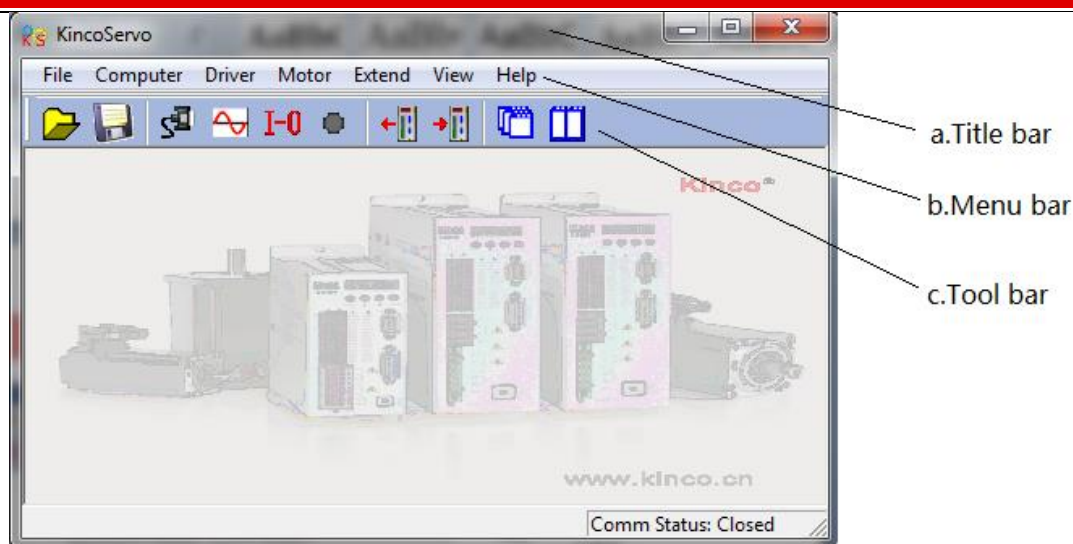 KincoServo
File Computer Driver Motor Extend View Help
I-0
a.Title bar
b.Menu bar
c.Tool bar
Kinco®
www.kinco.cn
Comm Status: Closed